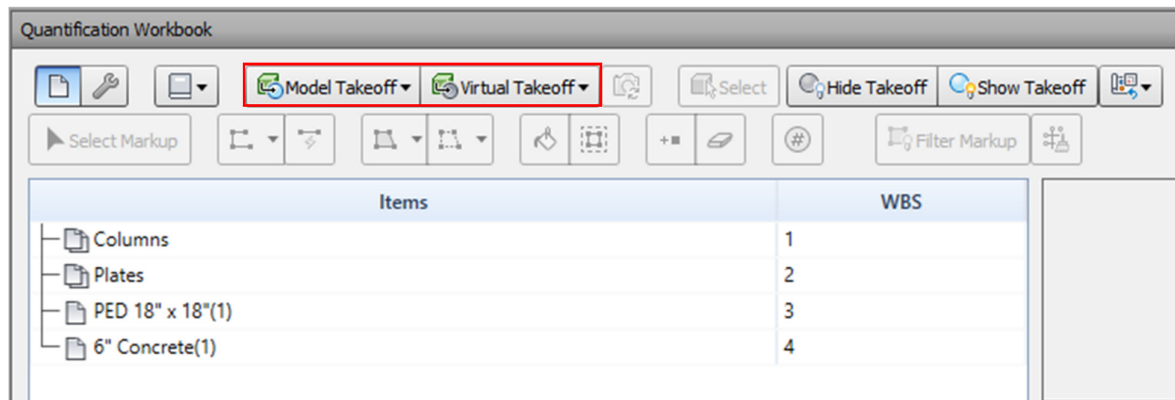 Quantification Workbook
Model Takeoff Virtual Takeoff Select Hide Takeoff Show Takeoff
Select Markup # Filter Markup
Items WBS
Columns 1
Plates 2
PED 18" x 18"(1) 3
6" Concrete(1) 4